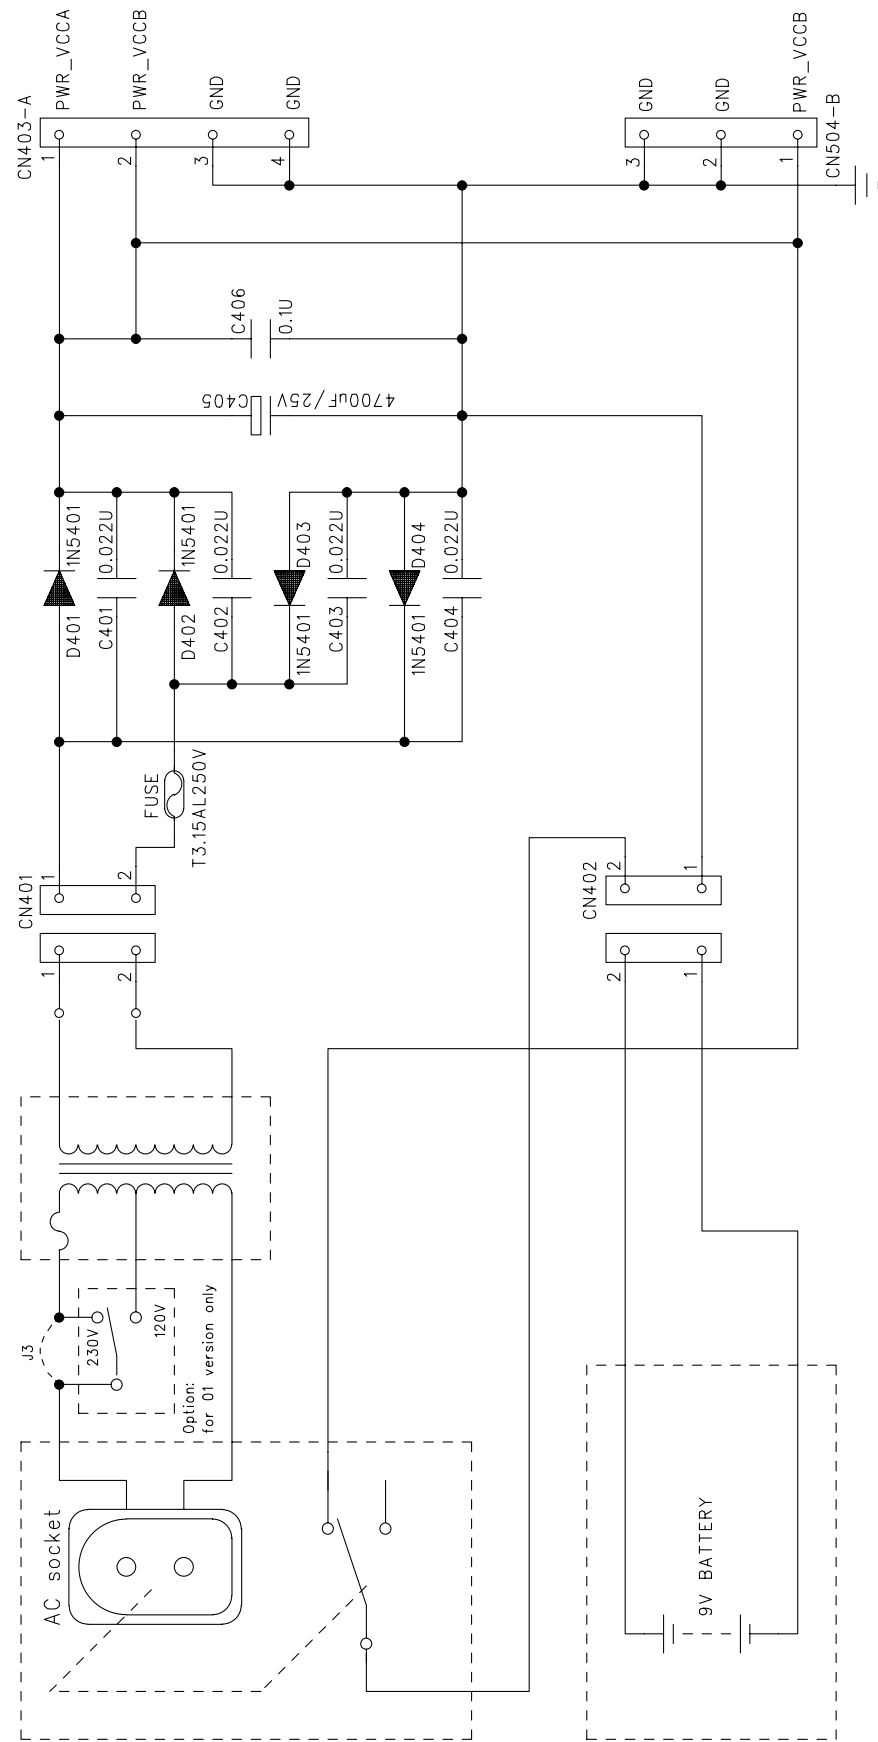 CN403-A
PWR_VCCA
PWR_VCCB
GND
GND
1
2
3
4
GND
GND
PWR_VCCB
CN504-B
3
2
1
C406
0.1U
C405
4700uF/25V
D401
1N5401
C401
0.022U
D402
1N5401
C402
0.022U
1N5401
D403
C403
0.022U
1N5401
D404
C404
0.022U
FUSE
T3.15AL250V
CN401
1
2
1
2
CN402
2
1
2
1
J3
230V
120V
Option:
for 01 version only
AC socket
9V BATTERY